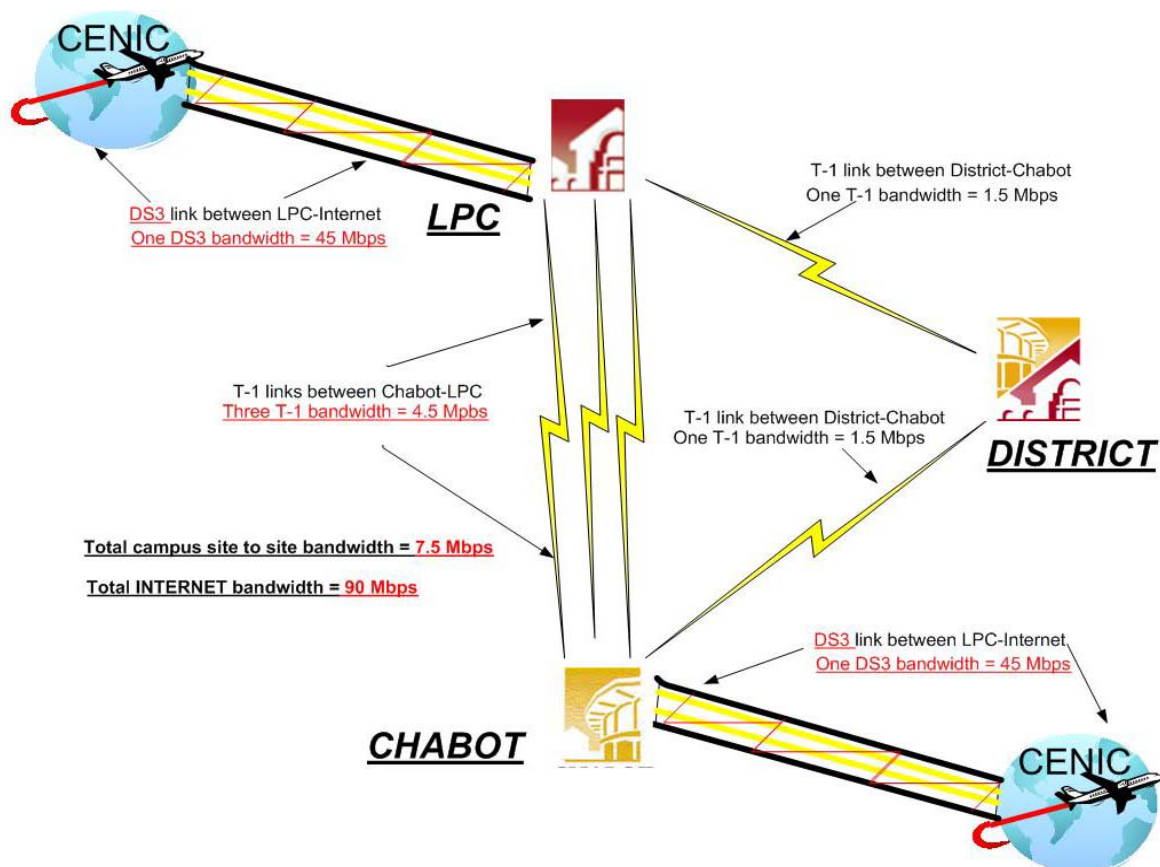 CENIC
DS3 link between LPC-Internet
One DS3 bandwidth = 45 Mbps
LPC
T-1 link between District-Chabot
One T-1 bandwidth = 1.5 Mbps
T-1 links between Chabot-LPC
Three T-1 bandwidth = 4.5 Mpbs
T-1 link between District-Chabot
One T-1 bandwidth = 1.5 Mbps
DISTRICT
Total campus site to site bandwidth = 7.5 Mbps
Total INTERNET bandwidth = 90 Mbps
DS3 link between LPC-Internet
One DS3 bandwidth = 45 Mbps
CHABOT
CENIC